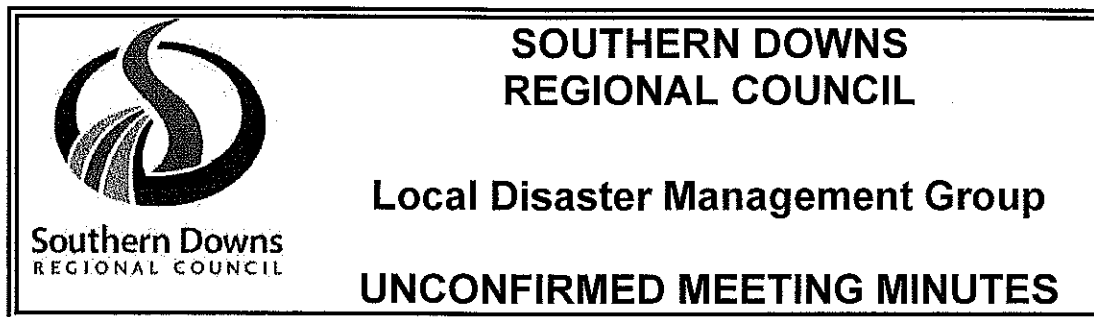 Southern Downs
REGIONAL COUNCIL
SOUTHERN DOWNS
REGIONAL COUNCIL
Local Disaster Management Group
UNCONFIRMED MEETING MINUTES